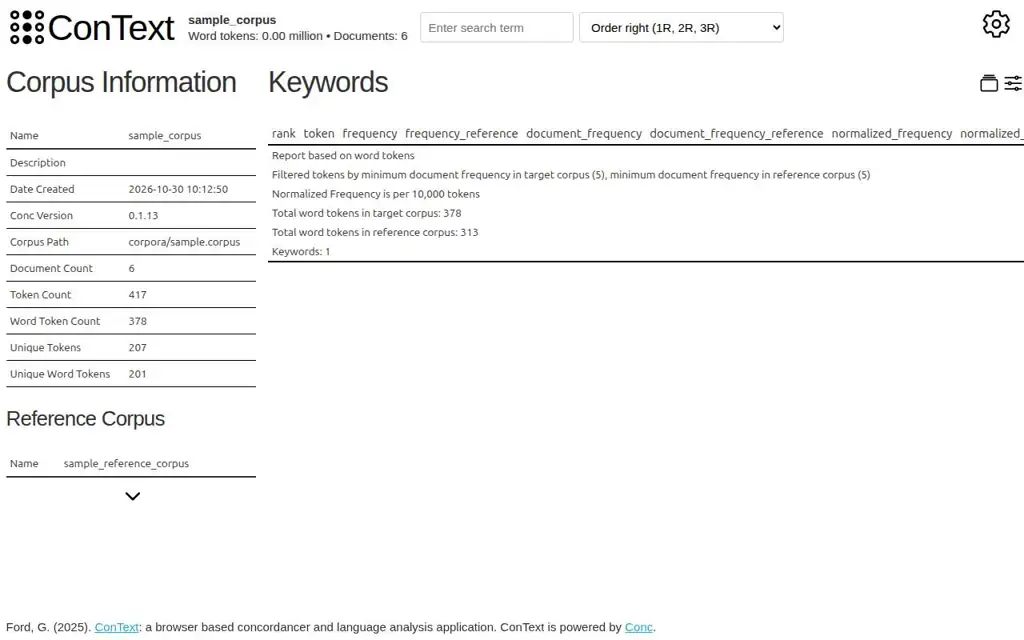 ConText
sample_corpus
Word tokens: 0.00 million • Documents: 6
Enter search term
Order right (1R, 2R, 3R)
Corpus Information
Name sample_corpus
Description
Date Created 2026-10-30 10:12:50
Conc Version 0.1.13
Corpus Path corpora/sample.corpus
Document Count 6
Token Count 417
Word Token Count 378
Unique Tokens 207
Unique Word Tokens 201
Reference Corpus
Name sample_reference_corpus
Keywords
rank token frequency frequency_reference document_frequency document_frequency_reference normalized_frequency normalized_
Report based on word tokens
Filtered tokens by minimum document frequency in target corpus (5), minimum document frequency in reference corpus (5)
Normalized Frequency is per 10,000 tokens
Total word tokens in target corpus: 378
Total word tokens in reference corpus: 313
Keywords: 1
Ford, G. (2025). ConText: a browser based concordancer and language analysis application. ConText is powered by Conc.